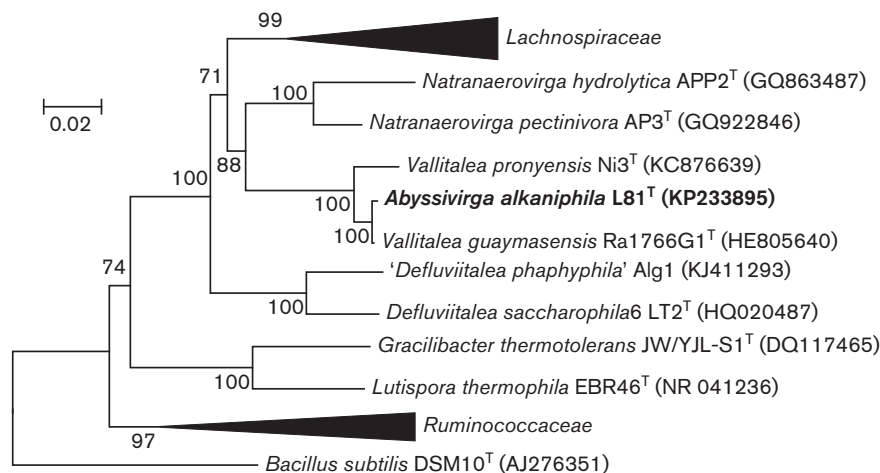 99
Lachnospiraceae
71
Natranaerovirga hydrolytica APP2ᵀ (GQ863487)
100
0.02
Natranaerovirga pectinivora AP3ᵀ (GQ922846)
88
Vallitalea pronyensis Ni3ᵀ (KC876639)
100
100
Abyssivirga alkaniphila L81ᵀ (KP233895)
100
Vallitalea guaymasensis Ra1766G1ᵀ (HE805640)
74
‘Defluviitalea phaphyphila’ Alg1 (KJ411293)
100
Defluviitalea saccharophila6 LT2ᵀ (HQ020487)
Gracilibacter thermotolerans JW/YJL-S1ᵀ (DQ117465)
100
Lutispora thermophila EBR46ᵀ (NR 041236)
Ruminococcaceae
97
Bacillus subtilis DSM10ᵀ (AJ276351)